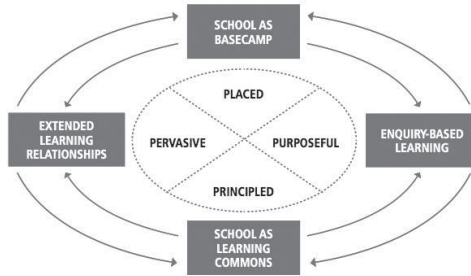 SCHOOL AS
BASECAMP
PLACED
EXTENDED
LEARNING
RELATIONSHIPS
PERVASIVE
PURPOSEFUL
ENQUIRY-BASED
LEARNING
PRINCIPLED
SCHOOL AS
LEARNING
COMMONS